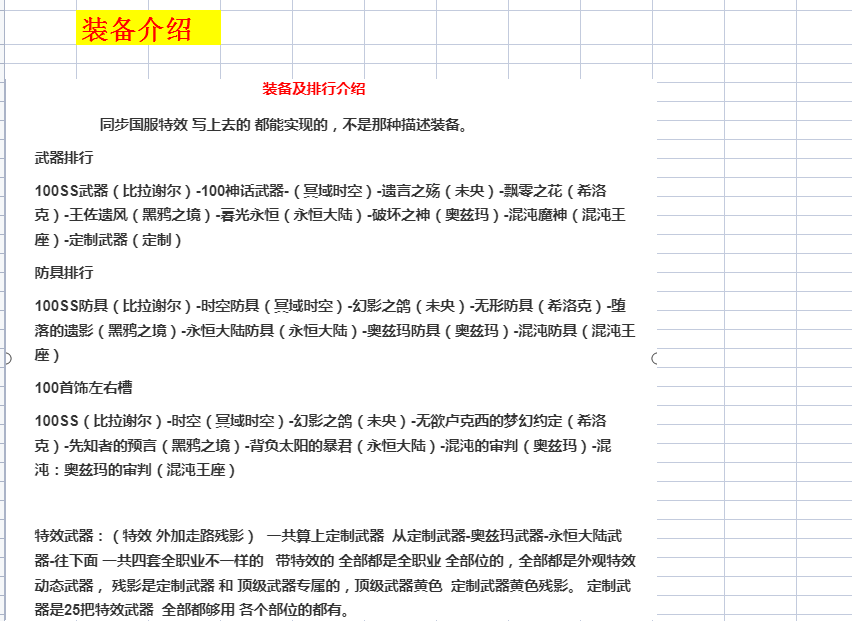 装备介绍
装备及排行介绍
同步国服特效 写上去的 都能实现的，不是那种描述装备。
武器排行
100SS武器（比拉谢尔）-100神话武器-（冥域时空）-遗言之殇（未央）-飘零之花（希洛
克）-王佐遗风（黑鸦之境）-暮光永恒（永恒大陆）-破坏之神（奥兹玛）-混沌魔神（混沌王
座）-定制武器（定制）
防具排行
100SS防具（比拉谢尔）-时空防具（冥域时空）-幻影之鸽（未央）-无形防具（希洛克）-堕
落的遗影（黑鸦之境）-永恒大陆防具（永恒大陆）-奥兹玛防具（奥兹玛）-混沌防具（混沌王
座）
100首饰左右槽
100SS（比拉谢尔）-时空（冥域时空）-幻影之鸽（未央）-无欲卢克西的梦幻约定（希洛
克）-先知者的预言（黑鸦之境）-背负太阳的暴君（永恒大陆）-混沌的审判（奥兹玛）-混
沌：奥兹玛的审判（混沌王座）
特效武器：（特效 外加走路残影） 一共算上定制武器 从定制武器-奥兹玛武器-永恒大陆武
器-往下面 一共四套全职业不一样的 带特效的 全部都是全职业 全部位的，全部都是外观特效
动态武器， 残影是定制武器 和 顶级武器专属的，顶级武器黄色 定制武器黄色残影。 定制武
器是25把特效武器 全部都够用 各个部位的都有。